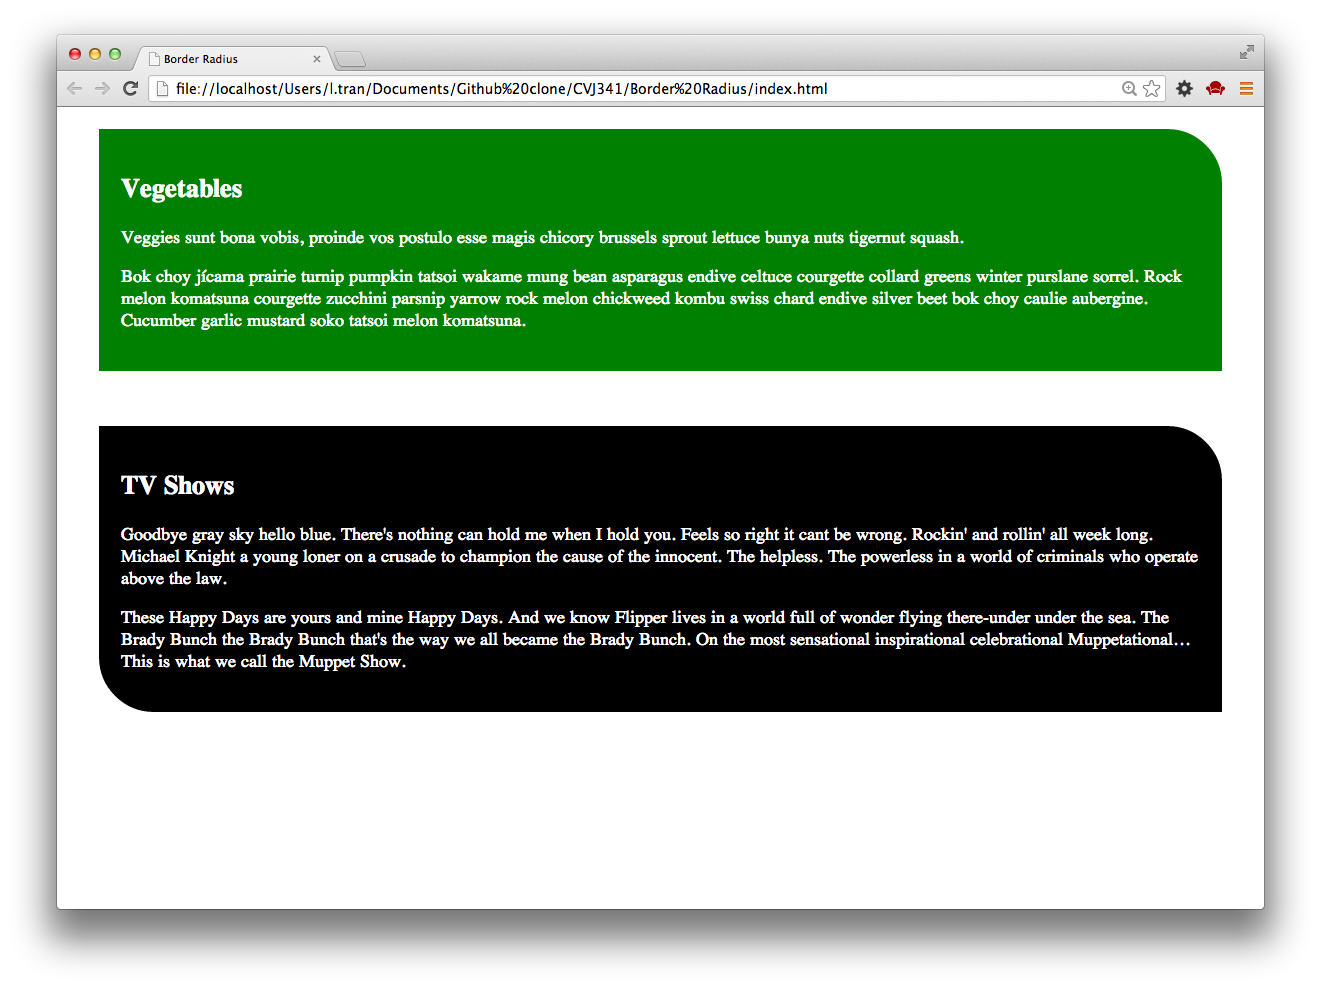 Border Radius
file://localhost/Users/l.tran/Documents/Github%20clone/CVJ341/Border%20Radius/index.html
Vegetables
Veggies sunt bona vobis, proinde vos postulo esse magis chicory brussels sprout lettuce bunya nuts tigernut squash.
Bok choy jícama prairie turnip pumpkin tatsoi wakame mung bean asparagus endive celtuce courgette collard greens winter purslane sorrel. Rock
melon komatsuna courgette zucchini parsnip yarrow rock melon chickweed kombu swiss chard endive silver beet bok choy caulie aubergine.
Cucumber garlic mustard soko tatsoi melon komatsuna.
TV Shows
Goodbye gray sky hello blue. There's nothing can hold me when I hold you. Feels so right it cant be wrong. Rockin' and rollin' all week long.
Michael Knight a young loner on a crusade to champion the cause of the innocent. The helpless. The powerless in a world of criminals who operate
above the law.
These Happy Days are yours and mine Happy Days. And we know Flipper lives in a world full of wonder flying there-under under the sea. The
Brady Bunch the Brady Bunch that's the way we all became the Brady Bunch. On the most sensational inspirational celebrational Muppetational...
This is what we call the Muppet Show.